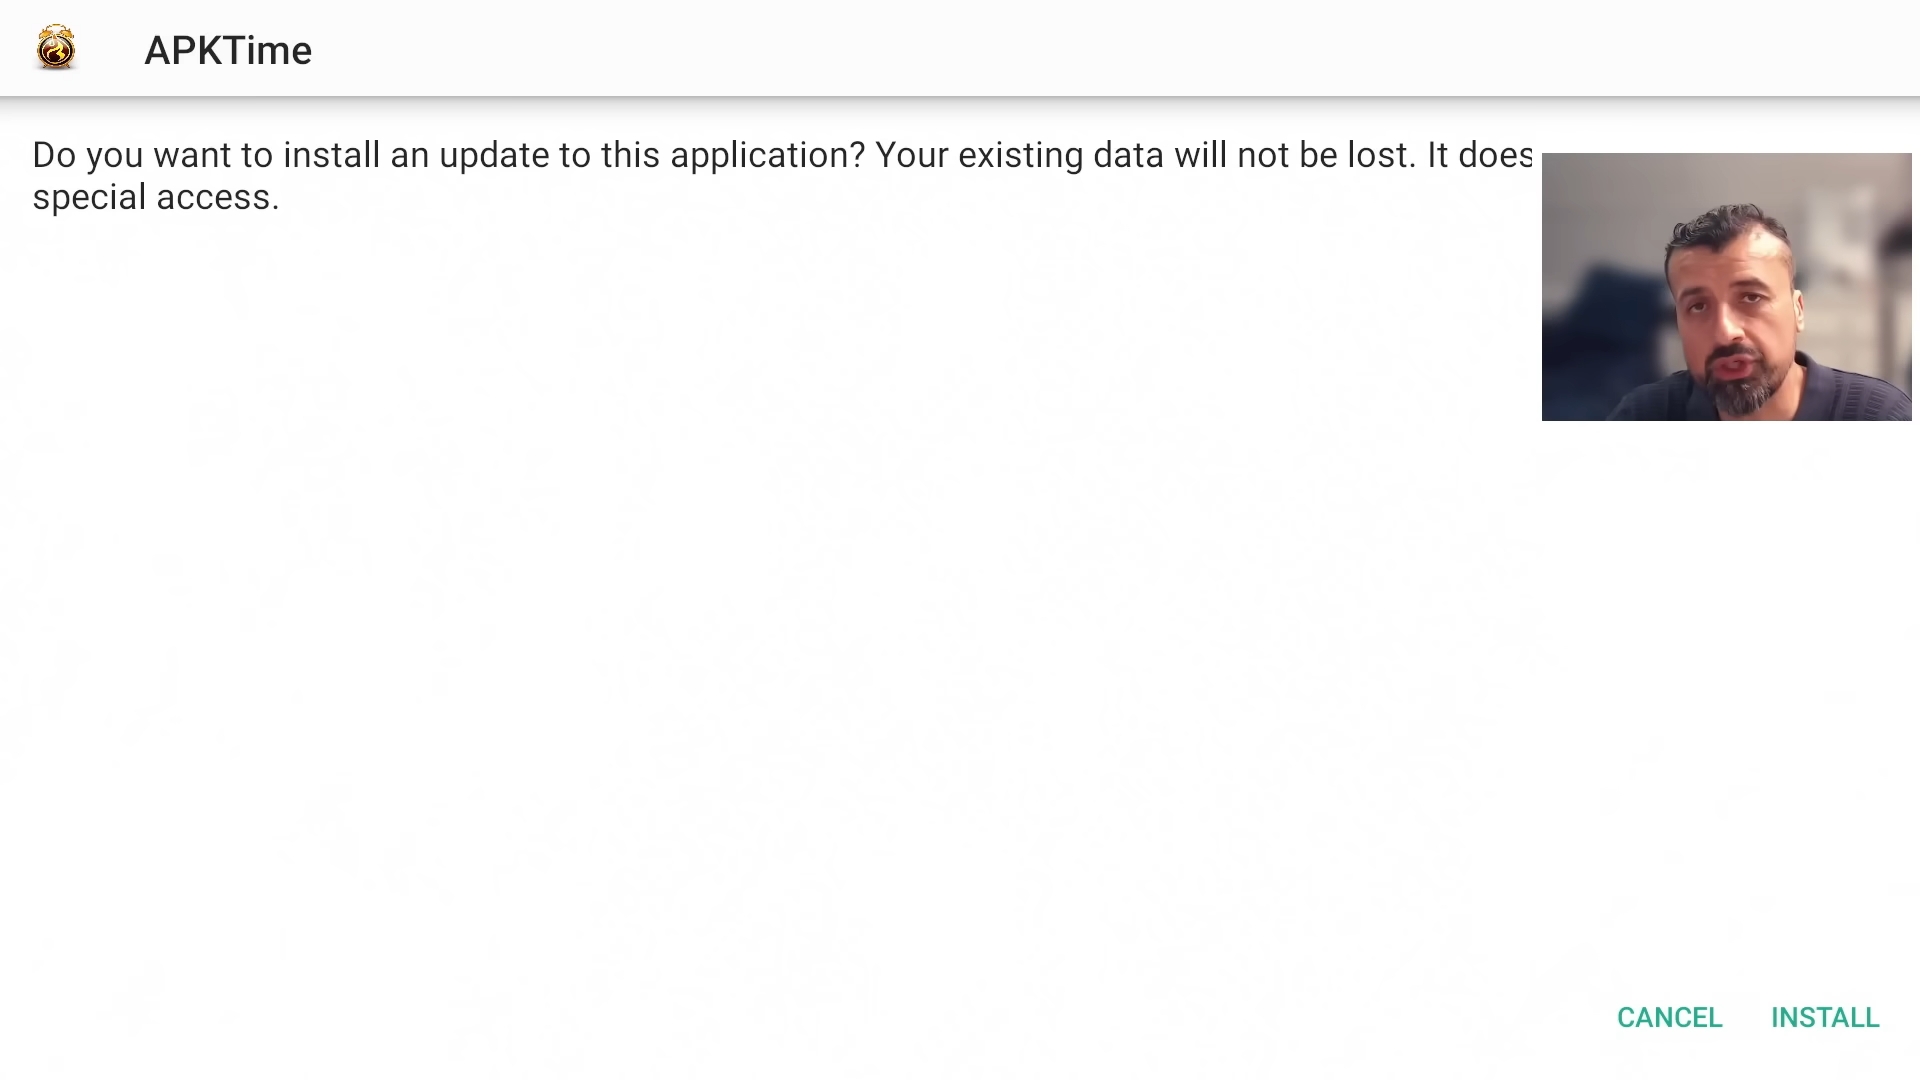 APKTime
Do you want to install an update to this application? Your existing data will not be lost. It does
special access.
CANCEL INSTALL